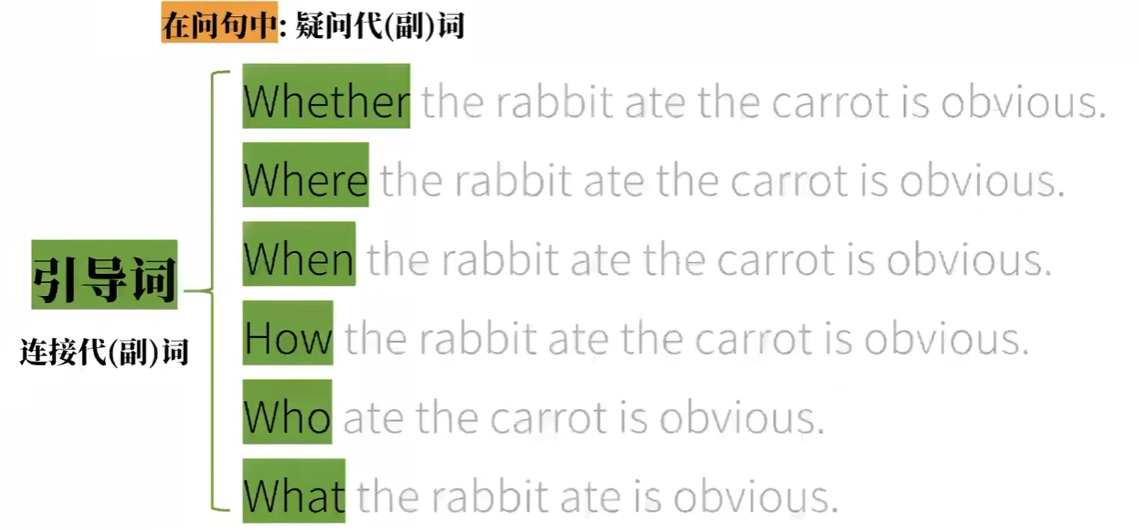 在问句中: 疑问代(副)词
Whether the rabbit ate the carrot is obvious.
Where the rabbit ate the carrot is obvious.
When the rabbit ate the carrot is obvious.
引导词
How the rabbit ate the carrot is obvious.
连接代(副)词
Who ate the carrot is obvious.
What the rabbit ate is obvious.